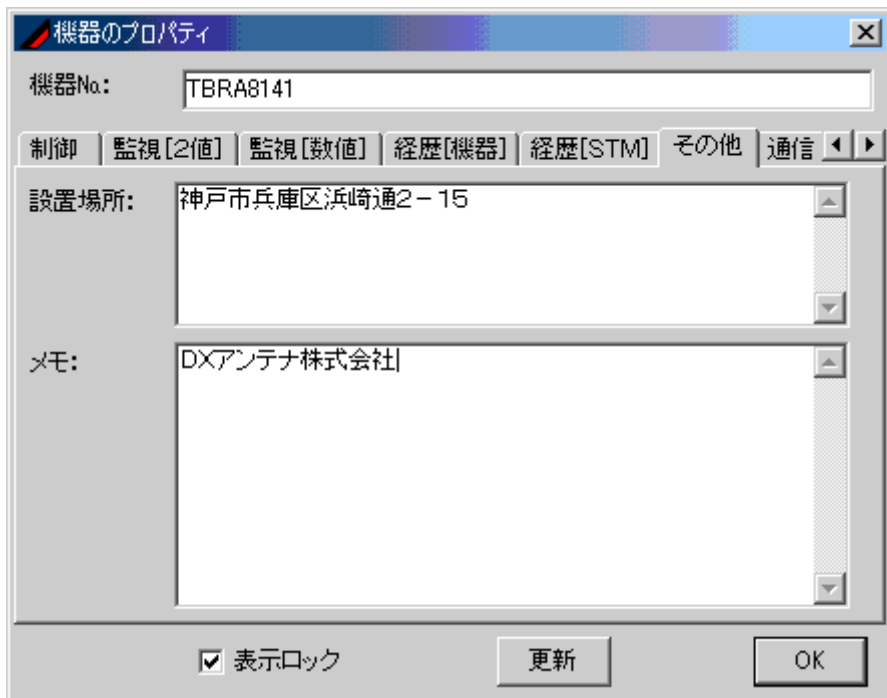 機器のプロパティ
機器No:
TBRA8141
制御 監視[2値] 監視[数値] 経歴[機器] 経歴[STM] その他 通信
設置場所:
神戸市兵庫区浜崎通2－15
メモ:
DXアンテナ株式会社
表示ロック 更新 OK